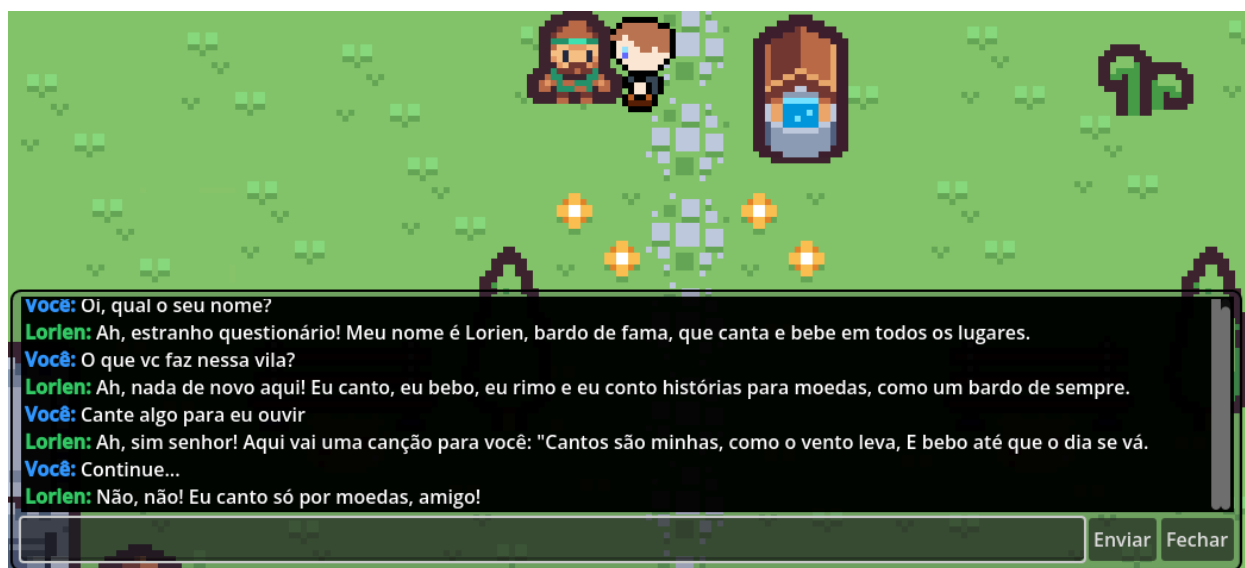 Você: Oi, qual o seu nome?
Lorien: Ah, estranho questionário! Meu nome é Lorien, bardo de fama, que canta e bebe em todos os lugares.
Você: O que vc faz nessa vila?
Lorien: Ah, nada de novo aqui! Eu canto, eu bebo, eu rimo e eu conto histórias para moedas, como um bardo de sempre.
Você: Cante algo para eu ouvir
Lorien: Ah, sim senhor! Aqui vai uma canção para você: "Cantos são minhas, como o vento leva, E bebo até que o dia se vá.
Você: Continue...
Lorien: Não, não! Eu canto só por moedas, amigo!
Enviar Fechar